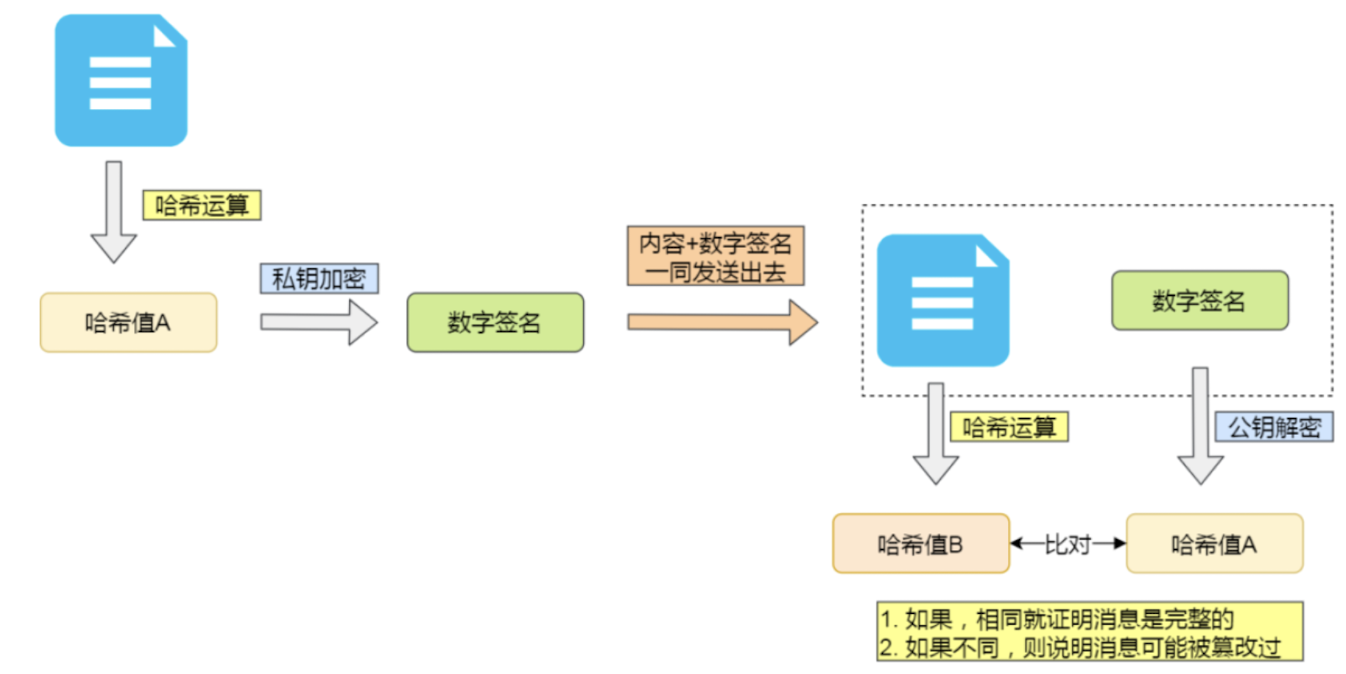 哈希运算
私钥加密
哈希值A
数字签名
内容+数字签名
一同发送出去
数字签名
哈希运算
公钥解密
哈希值B
比对
哈希值A
1. 如果，相同就证明消息是完整的
2. 如果不同，则说明消息可能被篡改过